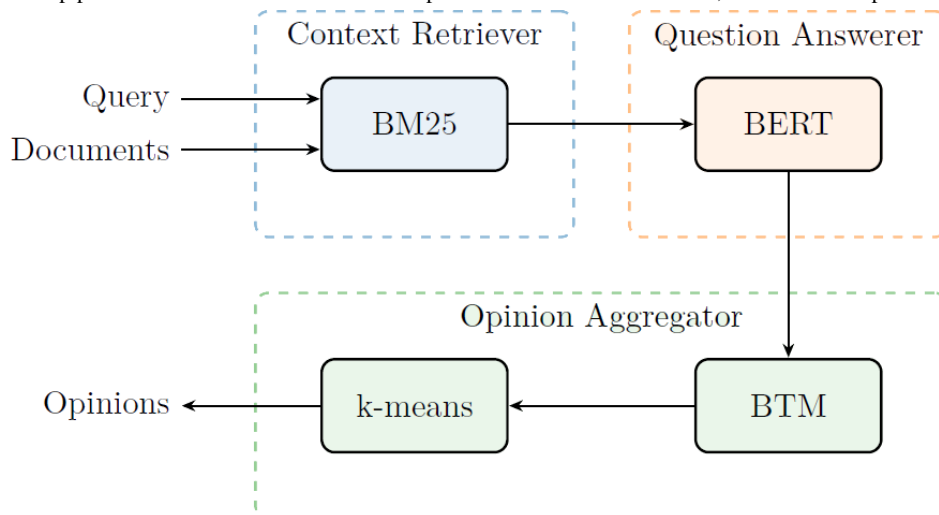 Context Retriever
Question Answerer
Query
Documents
BM25
BERT
Opinion Aggregator
Opinions
k-means
BTM